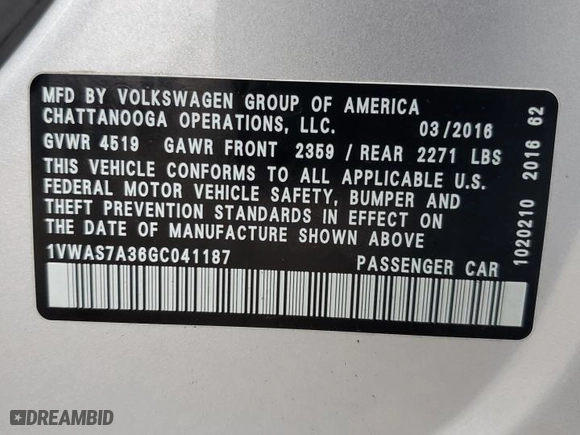 MFD BY VOLKSWAGEN GROUP OF AMERICA
CHATTANOOGA OPERATIONS, LLC. 03/2016
GVWR 4519 GAWR FRONT 2359 / REAR 2271 LBS
THIS VEHICLE CONFORMS TO ALL APPLICABLE U.S.
FEDERAL MOTOR VEHICLE SAFETY, BUMPER AND
THEFT PREVENTION STANDARDS IN EFFECT ON
THE DATE OF MANUFACTURE SHOWN ABOVE
1VWAS7A36GC041187 PASSENGER CAR
1020210 2016 62
DREAMBID